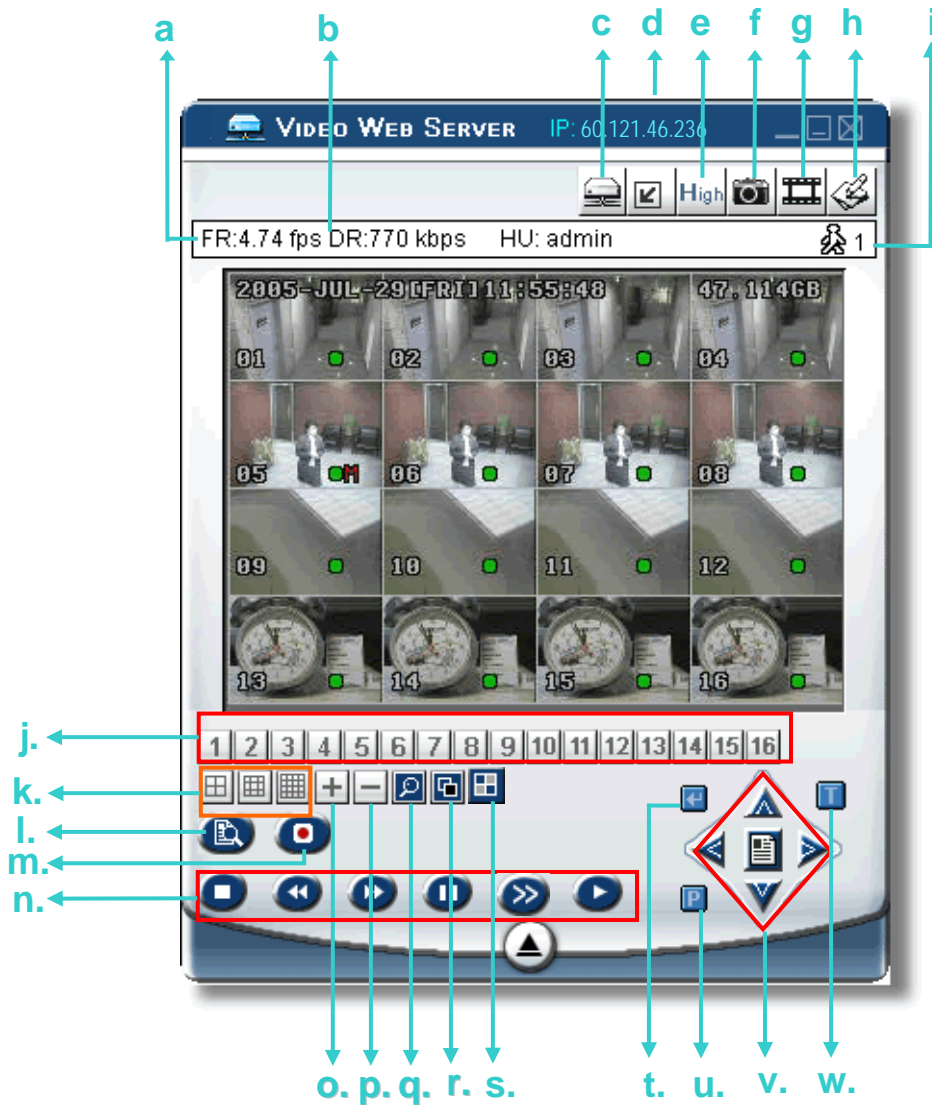 a b c d e f g h i
VIDEO WEB SERVER IP: 60.121.46.236
High
FR:4.74 fps DR:770 kbps HU: admin 1
2005-JUL-29[FRI]11:55:48 47.114GB
01 02 03 04
05 M 06 07 08
09 10 11 12
13 14 15 16
j. 1 2 3 4 5 6 7 8 9 10 11 12 13 14 15 16
k.
l. T
m.
n. P
o. p. q. r. s. t. u. v. w.